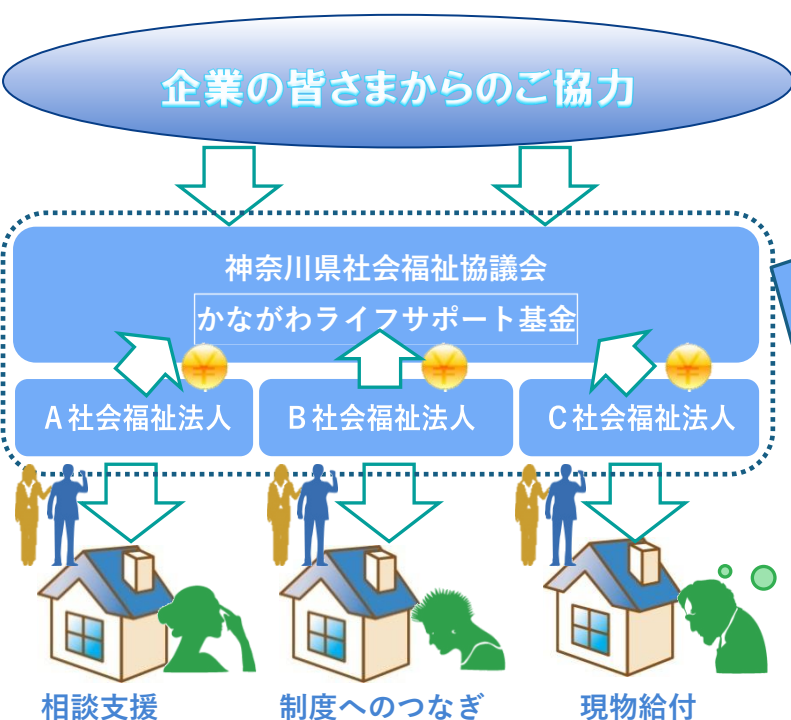 企業の皆さまからのご協力
神奈川県社会福祉協議会
かながわライフサポート基金
¥ ¥ ¥
A社会福祉法人 B社会福祉法人 C社会福祉法人
相談支援 制度へのつなぎ 現物給付